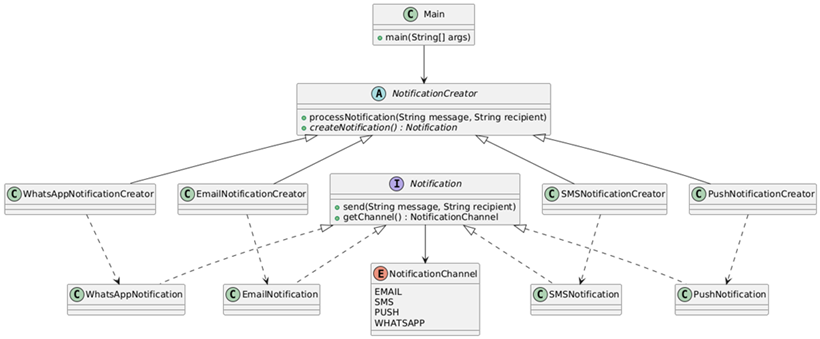 C Main
main(String[] args)
A NotificationCreator
processNotification(String message, String recipient)
createNotification() : Notification
C WhatsAppNotificationCreator
C EmailNotificationCreator
I Notification
send(String message, String recipient)
getChannel() : NotificationChannel
C SMSNotificationCreator
C PushNotificationCreator
C WhatsAppNotification
C EmailNotification
E NotificationChannel
EMAIL
SMS
PUSH
WHATSAPP
C SMSNotification
C PushNotification